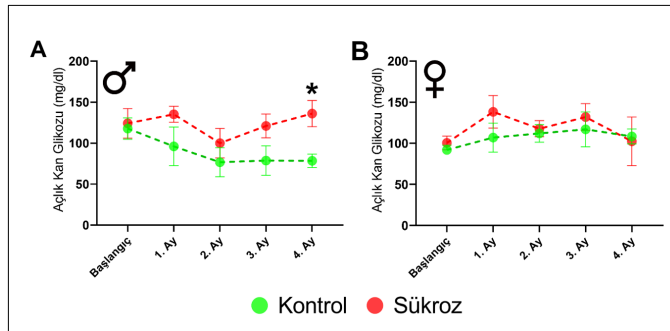 A
Açlık Kan Glikozu (mg/dl)
200
150
100
50
0
*
Başlangıç
1. Ay
2. Ay
3. Ay
4. Ay
B
Açlık Kan Glikozu (mg/dl)
200
150
100
50
0
Başlangıç
1. Ay
2. Ay
3. Ay
4. Ay
Kontrol
Sükroz